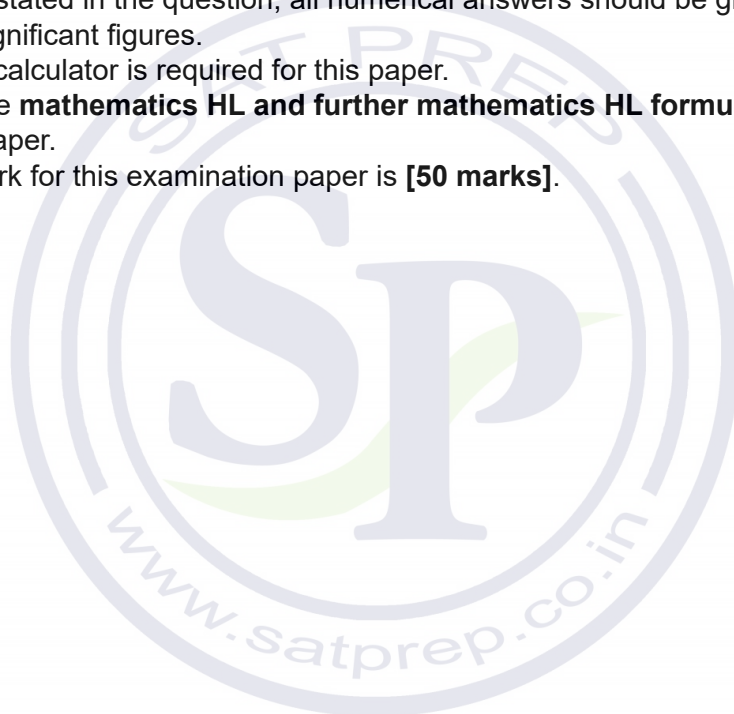 stated in the question, all numerical answers should be g
gnificant figures.
calculator is required for this paper.
e mathematics HL and further mathematics HL formu
aper.
rk for this examination paper is [50 marks].
SAT PREP
SP
www.satprep.co.in